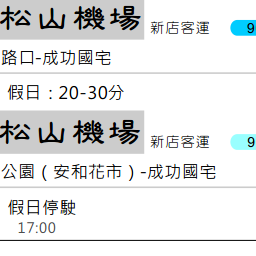 松山機場 新店客運 9
路口-成功國宅
假日：20-30分
松山機場 新店客運 9
公園（安和花市）-成功國宅
假日停駛
17:00